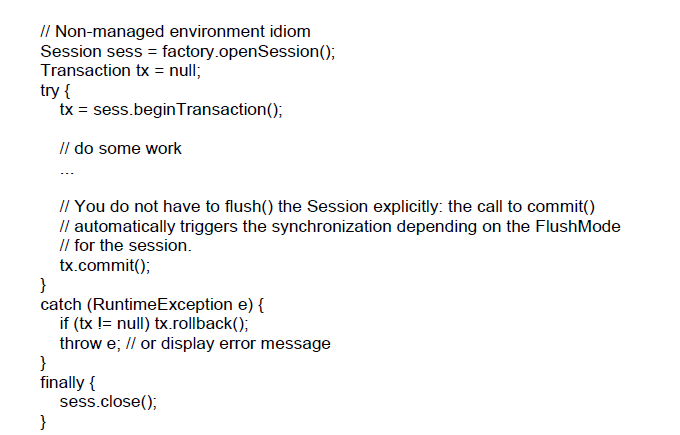 // Non-managed environment idiom
Session sess = factory.openSession();
Transaction tx = null;
try {
tx = sess.beginTransaction();
// do some work
...
// You do not have to flush() the Session explicitly: the call to commit()
// automatically triggers the synchronization depending on the FlushMode
// for the session.
tx.commit();
}
catch (RuntimeException e) {
if (tx != null) tx.rollback();
throw e; // or display error message
}
finally {
sess.close();
}